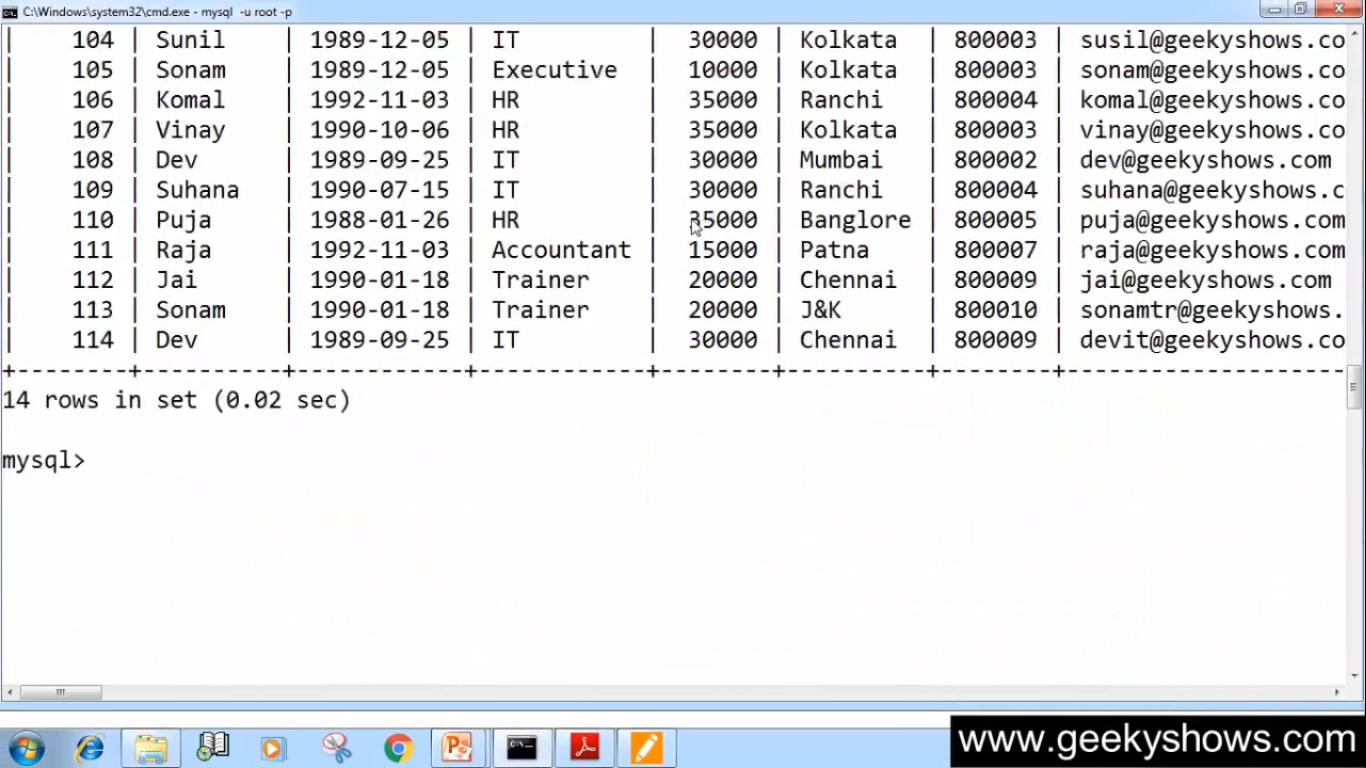 C:\Windows\system32\cmd.exe - mysql -u root -p
| 104 | Sunil | 1989-12-05 | IT | 30000 | Kolkata | 800003 | susil@geekyshows.co
| 105 | Sonam | 1989-12-05 | Executive | 10000 | Kolkata | 800003 | sonam@geekyshows.co
| 106 | Komal | 1992-11-03 | HR | 35000 | Ranchi | 800004 | komal@geekyshows.co
| 107 | Vinay | 1990-10-06 | HR | 35000 | Kolkata | 800003 | vinay@geekyshows.co
| 108 | Dev | 1989-09-25 | IT | 30000 | Mumbai | 800002 | dev@geekyshows.com
| 109 | Suhana | 1990-07-15 | IT | 30000 | Ranchi | 800004 | suhana@geekyshows.c
| 110 | Puja | 1988-01-26 | HR | 35000 | Banglore | 800005 | puja@geekyshows.com
| 111 | Raja | 1992-11-03 | Accountant | 15000 | Patna | 800007 | raja@geekyshows.com
| 112 | Jai | 1990-01-18 | Trainer | 20000 | Chennai | 800009 | jai@geekyshows.com
| 113 | Sonam | 1990-01-18 | Trainer | 20000 | J&K | 800010 | sonamtr@geekyshows.
| 114 | Dev | 1989-09-25 | IT | 30000 | Chennai | 800009 | devit@geekyshows.co
14 rows in set (0.02 sec)
mysql>
www.geekyshows.com